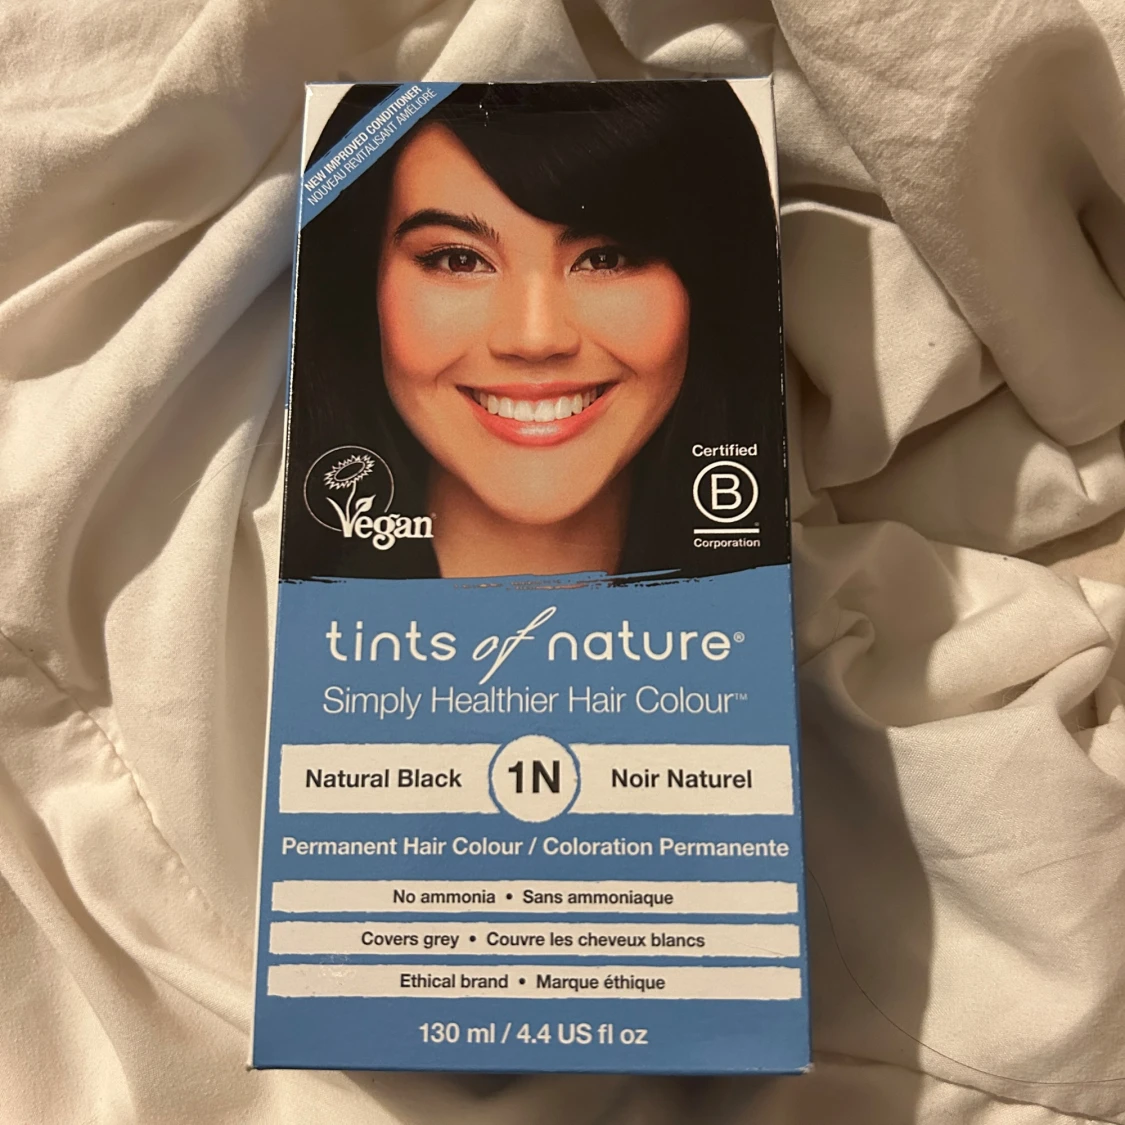 NEW IMPROVED CONDITIONER
NOUVEAU REVITALISANT AMÉLIORÉ
Vegan
Certified
B
®
Corporation
tints of nature®
Simply Healthier Hair Colour™
Natural Black 1N Noir Naturel
Permanent Hair Colour / Coloration Permanente
No ammonia • Sans ammoniaque
Covers grey • Couvre les cheveux blancs
Ethical brand • Marque éthique
130 ml / 4.4 US fl oz